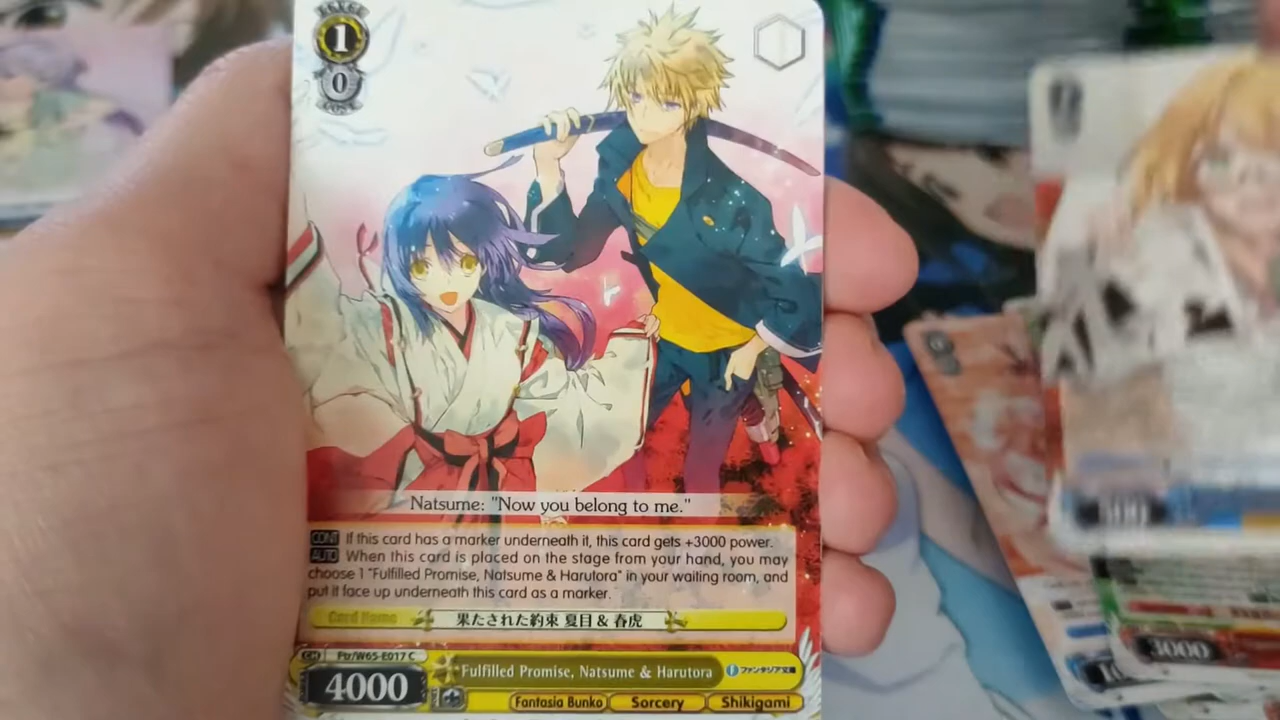 LEVEL
1
0
COST
Natsume: "Now you belong to me."
CONT If this card has a marker underneath it, this card gets +3000 power.
AUTO When this card is placed on the stage from your hand, you may
choose 1 "Fulfilled Promise, Natsume & Harutora" in your waiting room, and
put it face up underneath this card as a marker.
Card Name 果たされた約束 夏目 & 春虎
CH Ftr/W65-E017 C
Fulfilled Promise, Natsume & Harutora
ファンタジア文庫
4000
1
Fantasia Bunko Sorcery Shikigami
500
3000